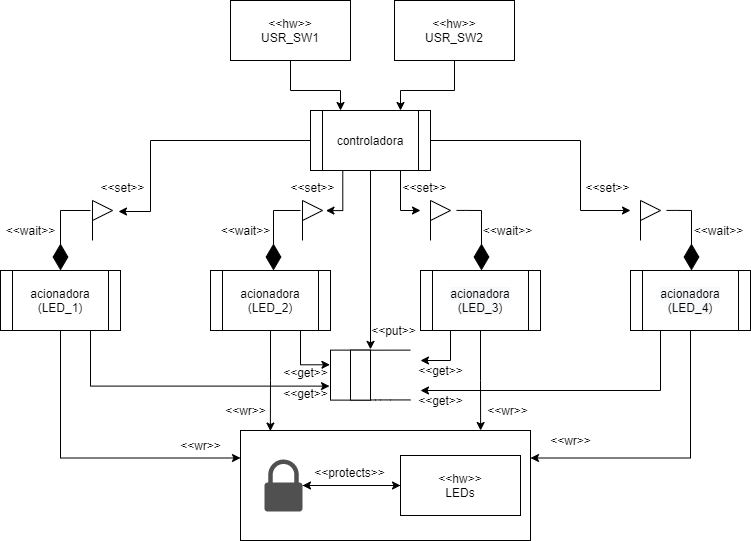 <<hw>>
USR_SW1
<<hw>>
USR_SW2
controladora
<<set>>
<<set>>
<<set>>
<<set>>
<<wait>>
<<wait>>
<<wait>>
<<wait>>
acionadora
(LED_1)
acionadora
(LED_2)
acionadora
(LED_3)
acionadora
(LED_4)
<<put>>
<<get>>
<<get>>
<<get>>
<<get>>
<<wr>>
<<wr>>
<<wr>>
<<wr>>
<<protects>>
<<hw>>
LEDs